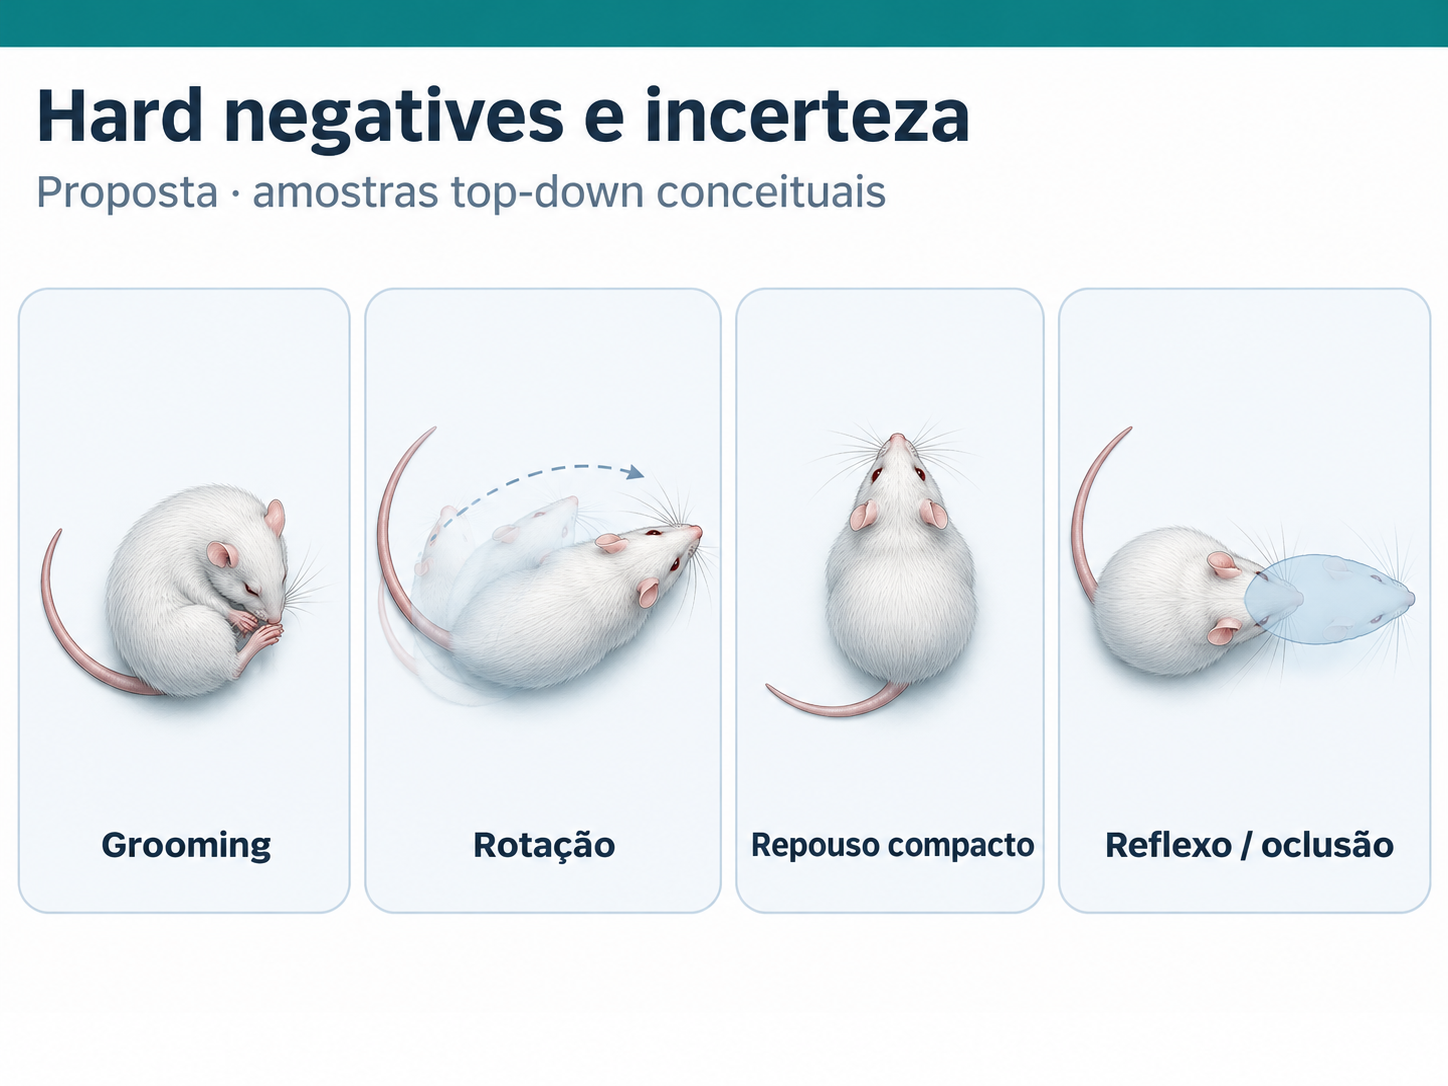 Hard negatives e incerteza
Proposta · amostras top-down conceituais
Grooming
Rotação
Repouso compacto
Reflexo / oclusão